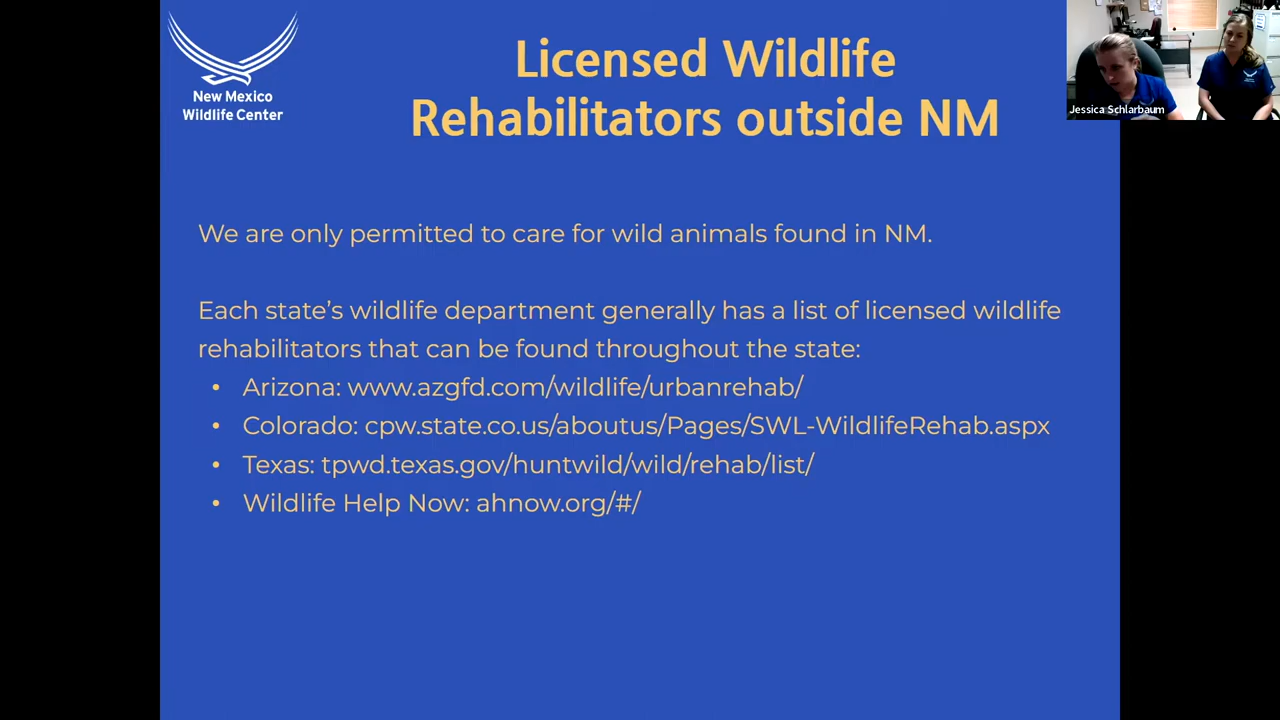 New Mexico
Wildlife Center
Licensed Wildlife
Rehabilitators outside NM
Jessica Schlarbaum
We are only permitted to care for wild animals found in NM.
Each state’s wildlife department generally has a list of licensed wildlife
rehabilitators that can be found throughout the state:
• Arizona: www.azgfd.com/wildlife/urbanrehab/
• Colorado: cpw.state.co.us/aboutus/Pages/SWL-WildlifeRehab.aspx
• Texas: tpwd.texas.gov/huntwild/wild/rehab/list/
• Wildlife Help Now: ahnow.org/#/